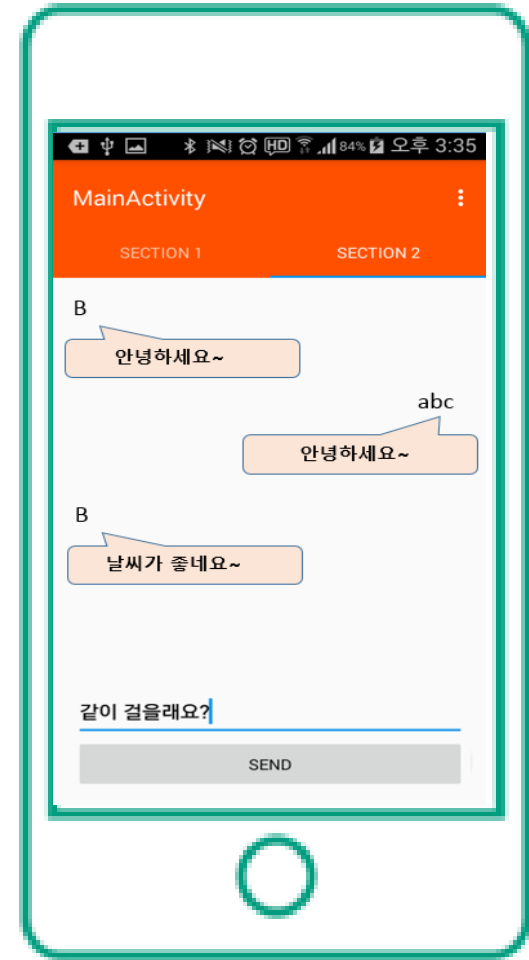 HD 84% 오후 3:35
MainActivity
SECTION 1 SECTION 2
B
안녕하세요~
abc
안녕하세요~
B
날씨가 좋네요~
같이 걸을래요?
SEND